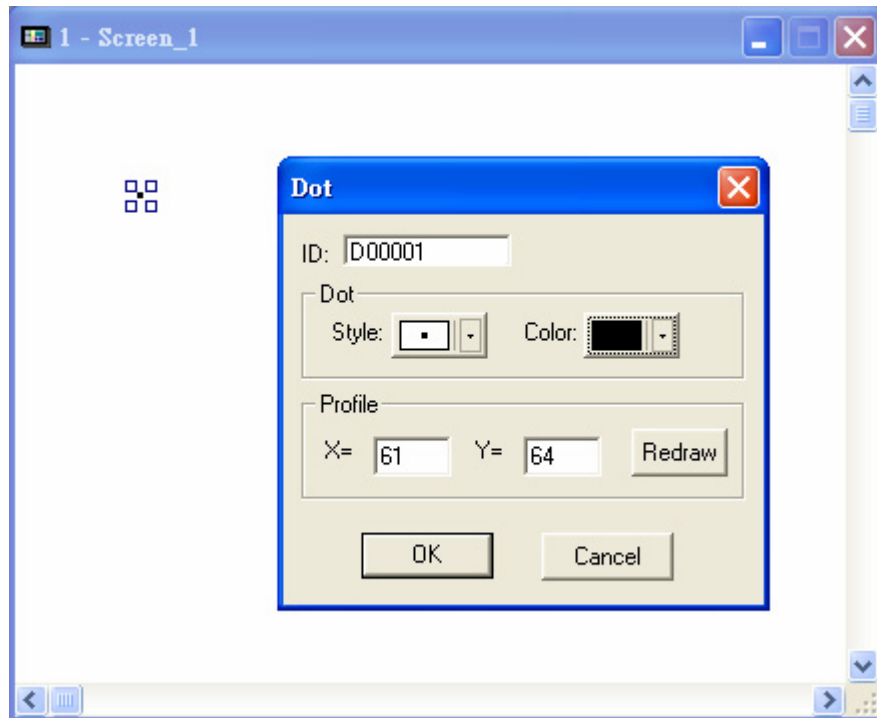 1 - Screen_1
Dot
ID: D00001
Dot
Style: Color:
Profile
X= 61 Y= 64 Redraw
OK Cancel